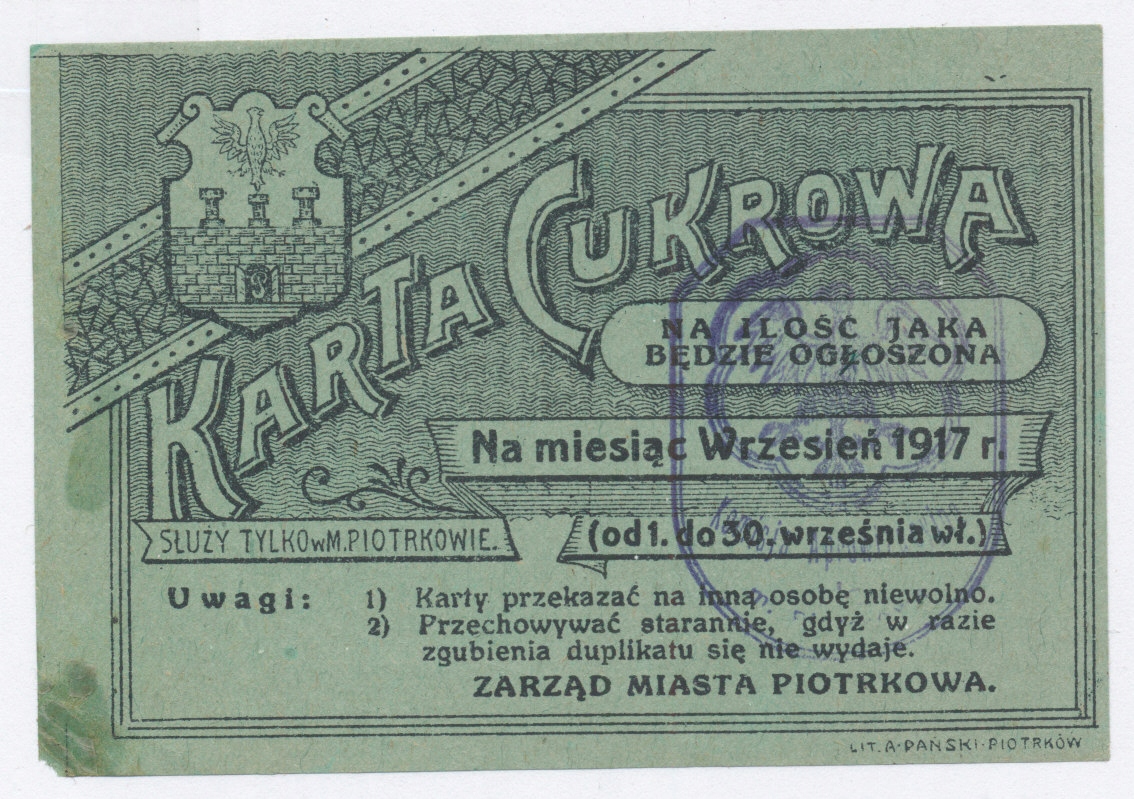 KARTA CUKROWA
NA ILOŚĆ JAKA
BĘDZIE OGŁOSZONA
Na miesiąc Wrzesień 1917 r.
SŁUŻY TYLKO w M. PIOTRKOWIE.
(od 1. do 30. września wł.)
Uwagi: 1) Karty przekazać na inną osobę niewolno.
2) Przechowywać starannie, gdyż w razie
zgubienia duplikatu się nie wydaje.
ZARZĄD MIASTA PIOTRKOWA.
LIT. A. PAŃSKI · PIOTRKÓW